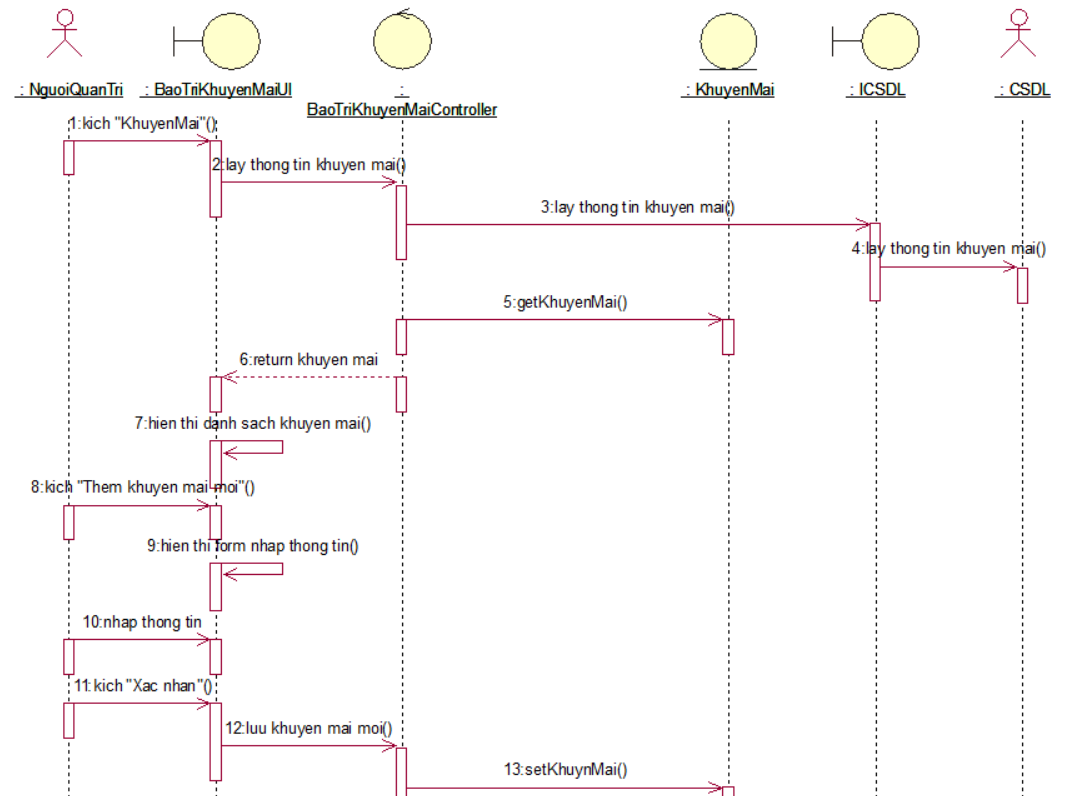 : NguoiQuanTri
: BaoTriKhuyenMaiUI
:
BaoTriKhuyenMaiController
: KhuyenMai
: ICSDL
: CSDL
1:kich "KhuyenMai"()
2:lay thong tin khuyen mai()
3:lay thong tin khuyen mai()
4:lay thong tin khuyen mai()
5:getKhuyenMai()
6:return khuyen mai
7:hien thi danh sach khuyen mai()
8:kich "Them khuyen mai moi"()
9:hien thi form nhap thong tin()
10:nhap thong tin
11:kich "Xac nhan"()
12:luu khuyen mai moi()
13:setKhuynMai()